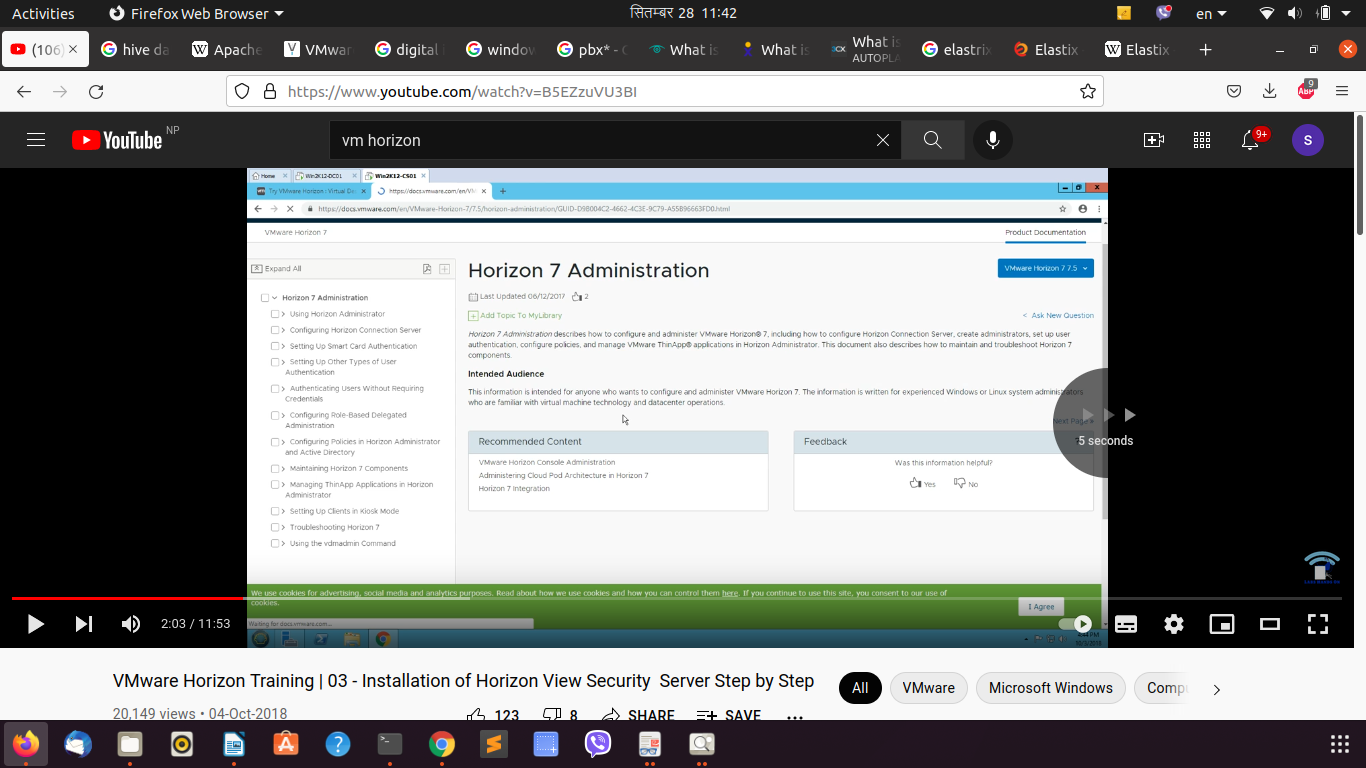 Activities
Firefox Web Browser
सितम्बर 28 11:42
en
(106)
hive da
Apache
VMwar
digital
windov
pbx* - G
What is
What is
What is
AUTOPLA
elastrix
Elastix
Elastix
https://www.youtube.com/watch?v=B5EZzuVU3BI
ABP
9
YouTube NP
vm horizon
9+
S
Home
Win2K12-DC01
Win2K12-CS01
Try VMware Horizon : Virtual De
https://docs.vmware.com/en/VM
https://docs.vmware.com/en/VMware-Horizon-7/7.5/horizon-administration/GUID-D9B004C2-4662-4C3E-9C79-A55B96663FD0.html
VMware Horizon 7
Product Documentation
Expand All
Horizon 7 Administration
Using Horizon Administrator
Configuring Horizon Connection Server
Setting Up Smart Card Authentication
Setting Up Other Types of User
Authentication
Authenticating Users Without Requiring
Credentials
Configuring Role-Based Delegated
Administration
Configuring Policies in Horizon Administrator
and Active Directory
Maintaining Horizon 7 Components
Managing ThinApp Applications in Horizon
Administrator
Setting Up Clients in Kiosk Mode
Troubleshooting Horizon 7
Using the vdmadmin Command
Horizon 7 Administration
VMware Horizon 7 7.5
Last Updated 06/12/2017
2
Add Topic To MyLibrary
< Ask New Question
Horizon 7 Administration describes how to configure and administer VMware Horizon® 7, including how to configure Horizon Connection Server, create administrators, set up user
authentication, configure policies, and manage VMware ThinApp® applications in Horizon Administrator. This document also describes how to maintain and troubleshoot Horizon 7
components.
Intended Audience
This information is intended for anyone who wants to configure and administer VMware Horizon 7. The information is written for experienced Windows or Linux system administrators
who are familiar with virtual machine technology and datacenter operations.
Next Page >
5 seconds
Recommended Content
VMware Horizon Console Administration
Administering Cloud Pod Architecture in Horizon 7
Horizon 7 Integration
Feedback
Was this information helpful?
Yes
No
We use cookies for advertising, social media and analytics purposes. Read about how we use cookies and how you can control them here. If you continue to use this site, you consent to our use of
cookies.
I Agree
Waiting for docs.vmware.com...
2:03 / 11:53
VMware Horizon Training | 03 - Installation of Horizon View Security Server Step by Step
20,149 views • 04-Oct-2018
123
8
SHARE
SAVE
All
VMware
Microsoft Windows
Compu